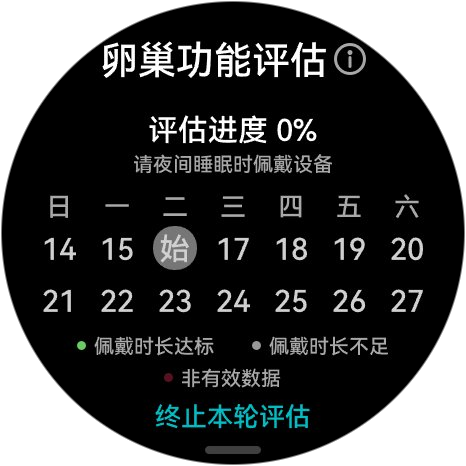 卵巢功能评估
评估进度 0%
请夜间睡眠时佩戴设备
日 一 二 三 四 五 六
14 15 始 17 18 19 20
21 22 23 24 25 26 27
佩戴时长达标 佩戴时长不足
非有效数据
终止本轮评估